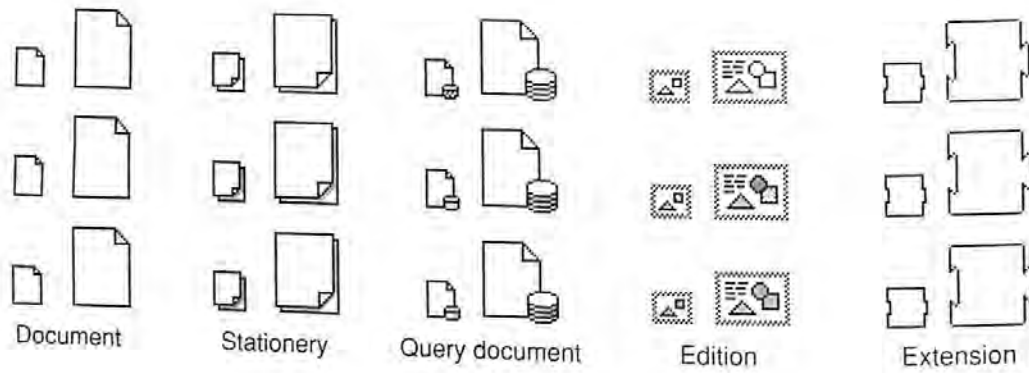 Document
Stationery
Query document
Edition
Extension